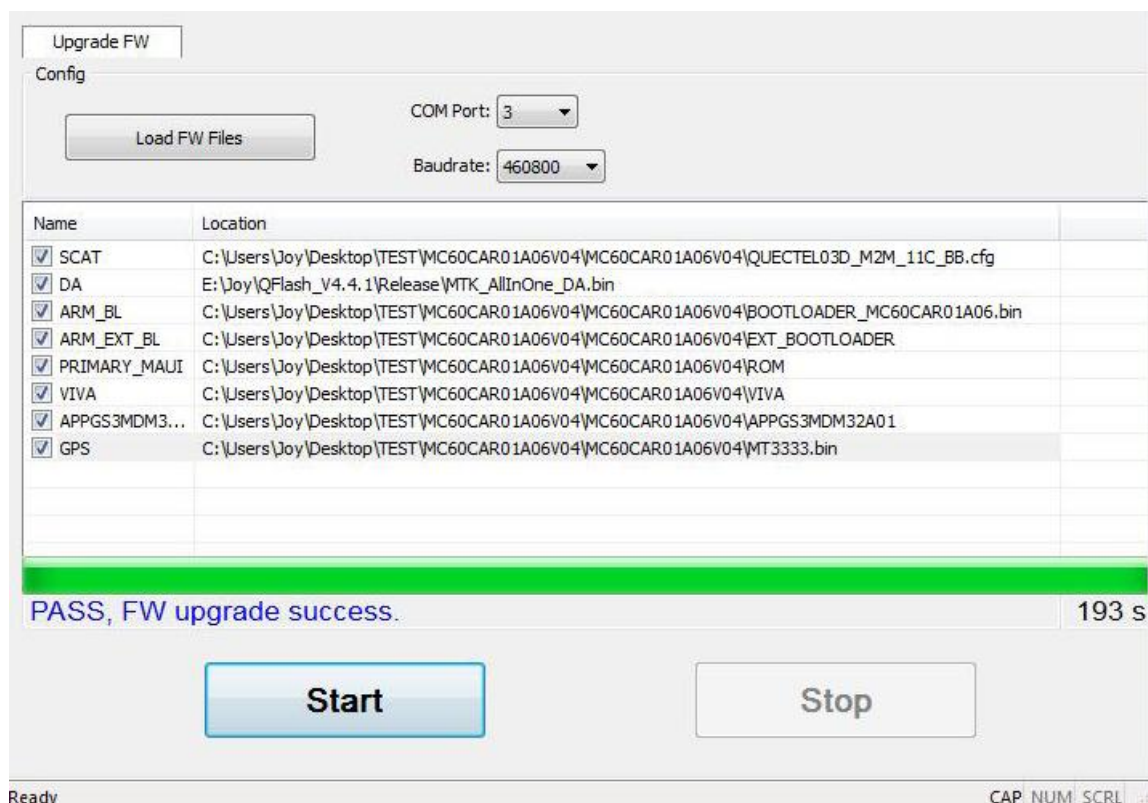 Upgrade FW
Config
Load FW Files
COM Port: 3
Baudrate: 460800
Name Location
SCAT C:\Users\Joy\Desktop\TEST\MC60CAR01A06V04\MC60CAR01A06V04\QUECTEL03D_M2M_11C_BB.cfg
DA E:\Joy\QFlash_V4.4.1\Release\MTK_AllInOne_DA.bin
ARM_BL C:\Users\Joy\Desktop\TEST\MC60CAR01A06V04\MC60CAR01A06V04\BOOTLOADER_MC60CAR01A06.bin
ARM_EXT_BL C:\Users\Joy\Desktop\TEST\MC60CAR01A06V04\MC60CAR01A06V04\EXT_BOOTLOADER
PRIMARY_MAUI C:\Users\Joy\Desktop\TEST\MC60CAR01A06V04\MC60CAR01A06V04\ROM
VIVA C:\Users\Joy\Desktop\TEST\MC60CAR01A06V04\MC60CAR01A06V04\VIVA
APPGS3MDM3... C:\Users\Joy\Desktop\TEST\MC60CAR01A06V04\MC60CAR01A06V04\APPGS3MDM32A01
GPS C:\Users\Joy\Desktop\TEST\MC60CAR01A06V04\MC60CAR01A06V04\MT3333.bin
PASS, FW upgrade success. 193 s
Start Stop
Ready CAP NUM SCRL